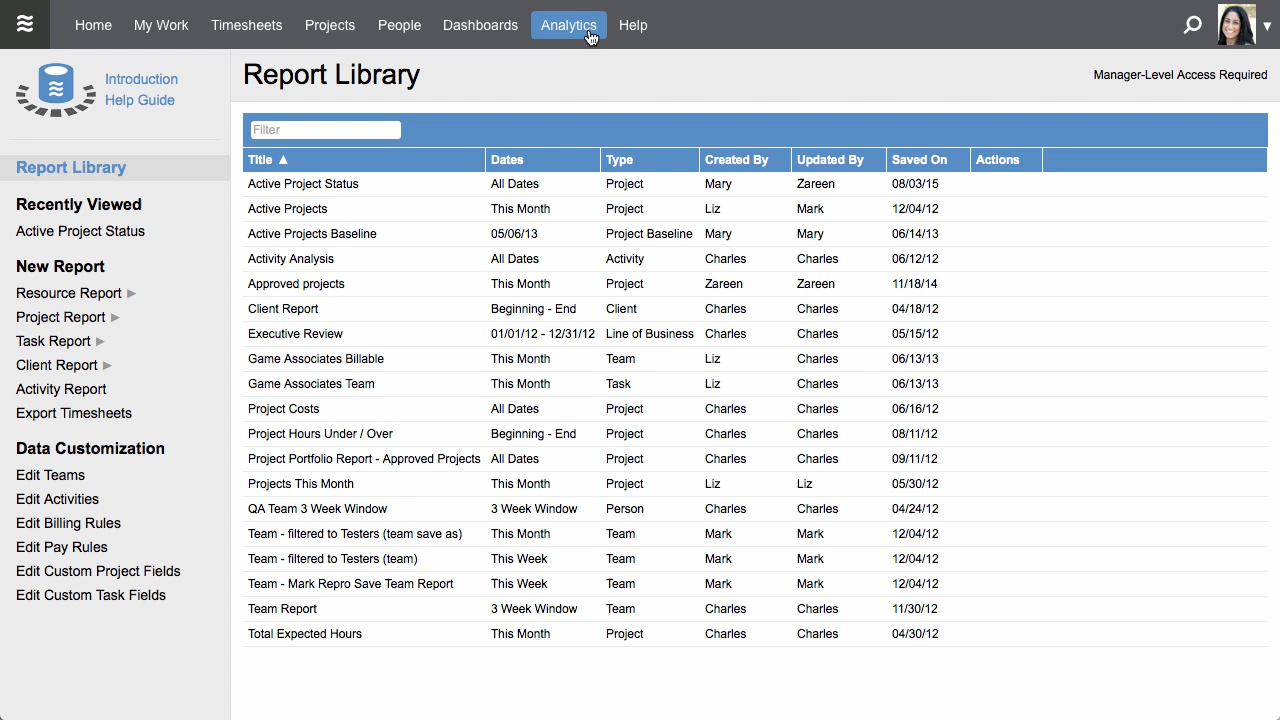 Home My Work Timesheets Projects People Dashboards Analytics Help
Introduction
Help Guide
Report Library
Recently Viewed
Active Project Status
New Report
Resource Report ▶
Project Report ▶
Task Report ▶
Client Report ▶
Activity Report
Export Timesheets
Data Customization
Edit Teams
Edit Activities
Edit Billing Rules
Edit Pay Rules
Edit Custom Project Fields
Edit Custom Task Fields
Report Library
Manager-Level Access Required
Filter
Title ▲ Dates Type Created By Updated By Saved On Actions
Active Project Status All Dates Project Mary Zareen 08/03/15
Active Projects This Month Project Liz Mark 12/04/12
Active Projects Baseline 05/06/13 Project Baseline Mary Mary 06/14/13
Activity Analysis All Dates Activity Charles Charles 06/12/12
Approved projects This Month Project Zareen Zareen 11/18/14
Client Report Beginning - End Client Charles Charles 04/18/12
Executive Review 01/01/12 - 12/31/12 Line of Business Charles Charles 05/15/12
Game Associates Billable This Month Team Liz Charles 06/13/13
Game Associates Team This Month Task Liz Charles 06/13/13
Project Costs All Dates Project Charles Charles 06/16/12
Project Hours Under / Over Beginning - End Project Charles Charles 08/11/12
Project Portfolio Report - Approved Projects All Dates Project Charles Charles 09/11/12
Projects This Month This Month Project Liz Liz 05/30/12
QA Team 3 Week Window 3 Week Window Person Charles Charles 04/24/12
Team - filtered to Testers (team save as) This Month Team Mark Mark 12/04/12
Team - filtered to Testers (team) This Week Team Mark Mark 12/04/12
Team - Mark Repro Save Team Report This Week Team Mark Mark 12/04/12
Team Report 3 Week Window Team Charles Charles 11/30/12
Total Expected Hours This Month Project Charles Charles 04/30/12